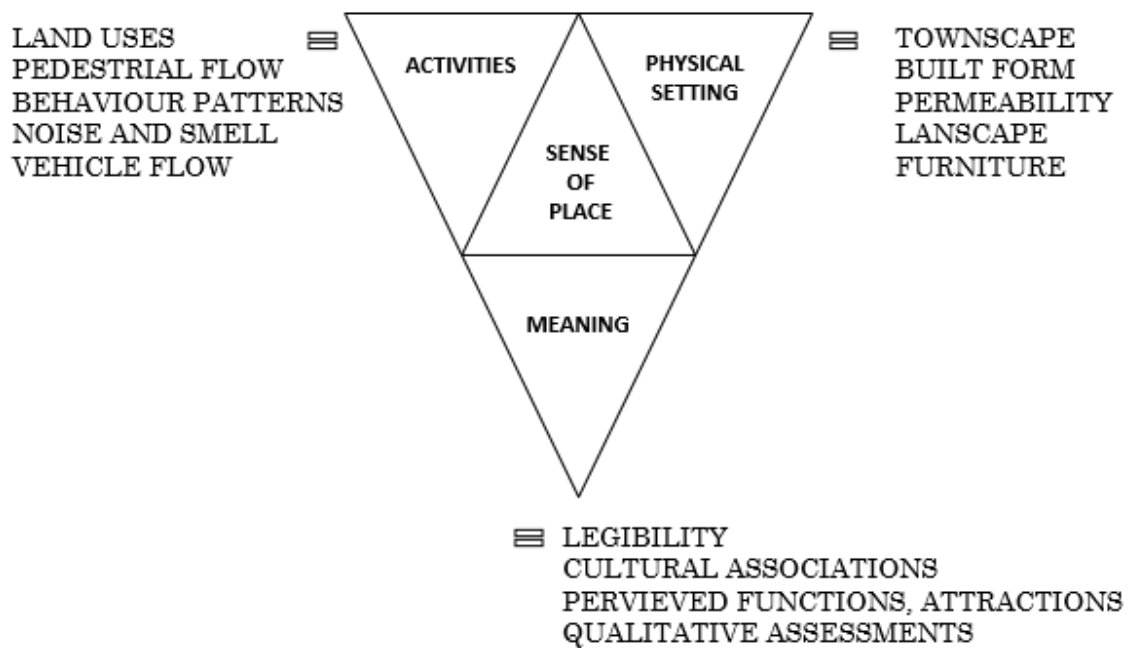 LAND USES
PEDESTRIAL FLOW
BEHAVIOUR PATTERNS
NOISE AND SMELL
VEHICLE FLOW
ACTIVITIES
PHYSICAL
SETTING
SENSE
OF
PLACE
MEANING
TOWNSCAPE
BUILT FORM
PERMEABILITY
LANSCAPE
FURNITURE
LEGIBILITY
CULTURAL ASSOCIATIONS
PERVIEVED FUNCTIONS, ATTRACTIONS
QUALITATIVE ASSESSMENTS